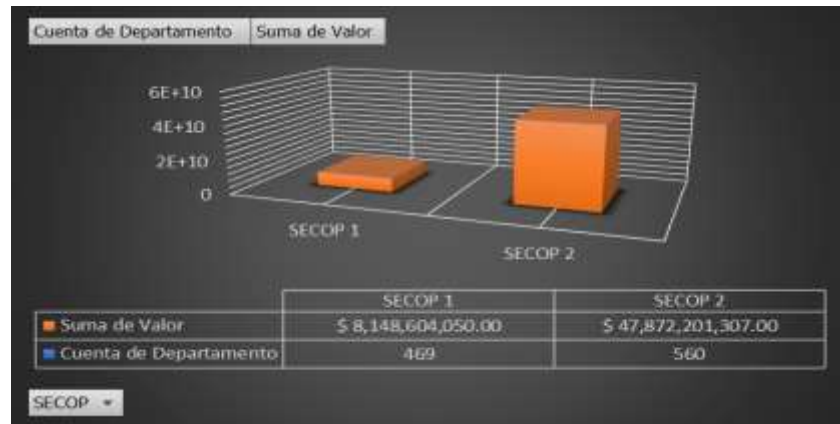 Cuenta de Departamento Suma de Valor
6E+10
4E+10
2E+10
0
SECOP 1
SECOP 2
SECOP 1 SECOP 2
Suma de Valor $ 8,148,604,050.00 $ 47,872,201,307.00
Cuenta de Departamento 469 560
SECOP